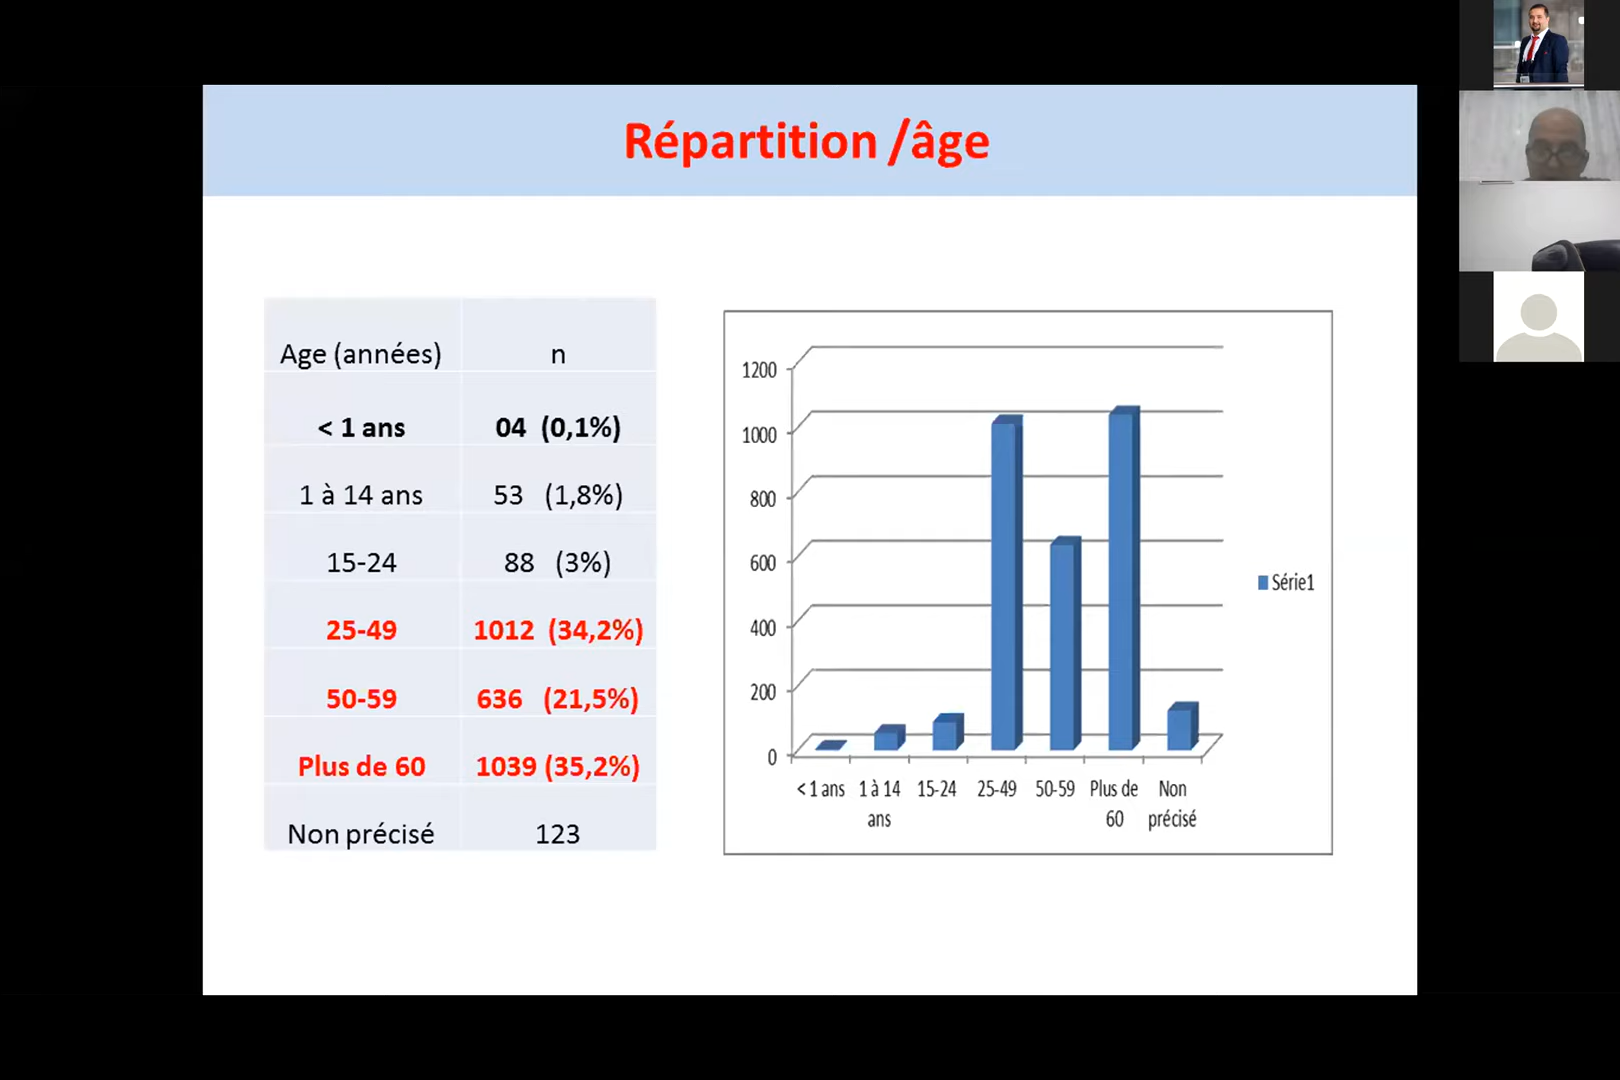 Répartition /âge
Age (années) n
< 1 ans 04 (0,1%)
1 à 14 ans 53 (1,8%)
15-24 88 (3%)
25-49 1012 (34,2%)
50-59 636 (21,5%)
Plus de 60 1039 (35,2%)
Non précisé 123
1200
1000
800
600
400
200
0
< 1 ans 1 à 14 ans 15-24 25-49 50-59 Plus de 60 Non précisé
Série1